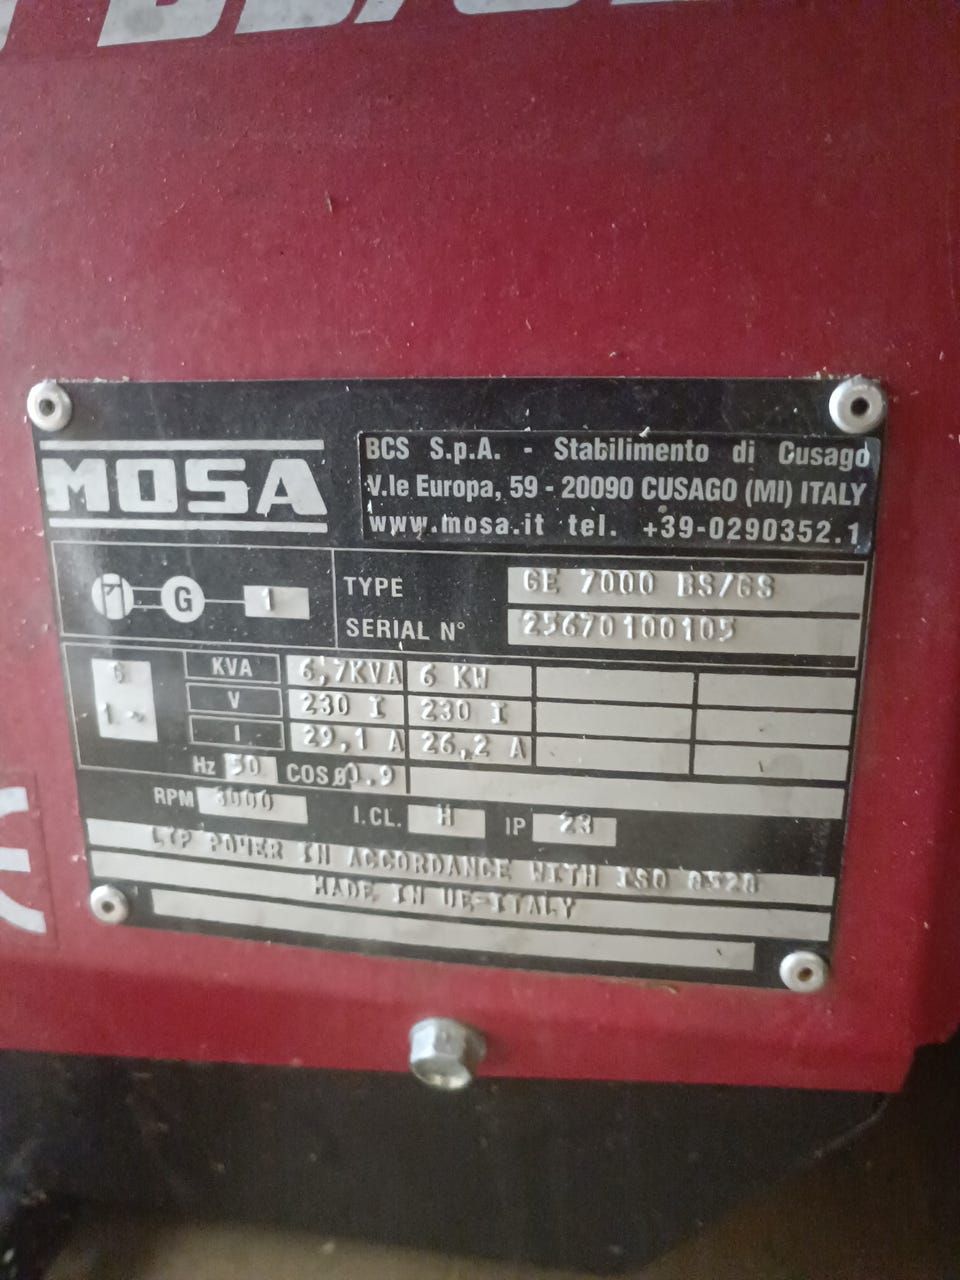 MOSA
BCS S.p.A. - Stabilimento di Cusago
V.le Europa, 59 - 20090 CUSAGO (MI) ITALY
www.mosa.it tel. +39-0290352.1
G 1
TYPE GE 7000 BS/GS
SERIAL N° 25670100105
G
1 ~
KVA 6,7KVA 6 KW
V 230 I 230 I
I 29,1 A 26,2 A
Hz 50 COSø0.9
RPM 3000 I.CL. H IP 23
LTP POWER IN ACCORDANCE WITH ISO 8528
MADE IN UE-ITALY
CE